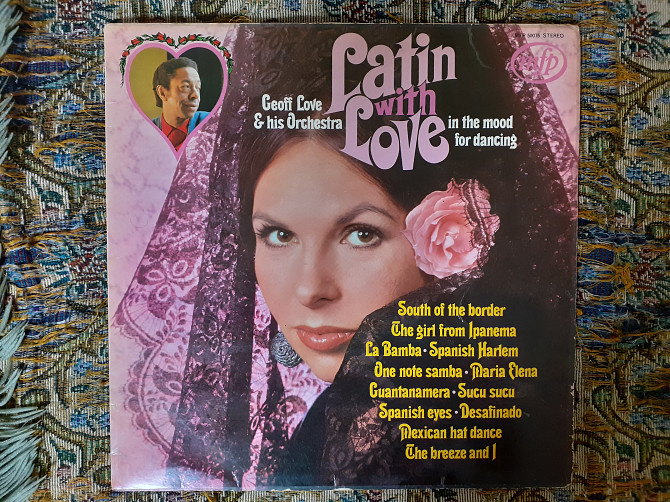 STEREO
mfp
Latin
with
Love
Geoff Love
& his Orchestra
in the mood
for dancing
South of the border
The girl from Ipanema
La Bamba · Spanish Harlem
One note samba · Maria Elena
Guantanamera · Sucu sucu
Spanish eyes · Desafinado
Mexican hat dance
The breeze and I